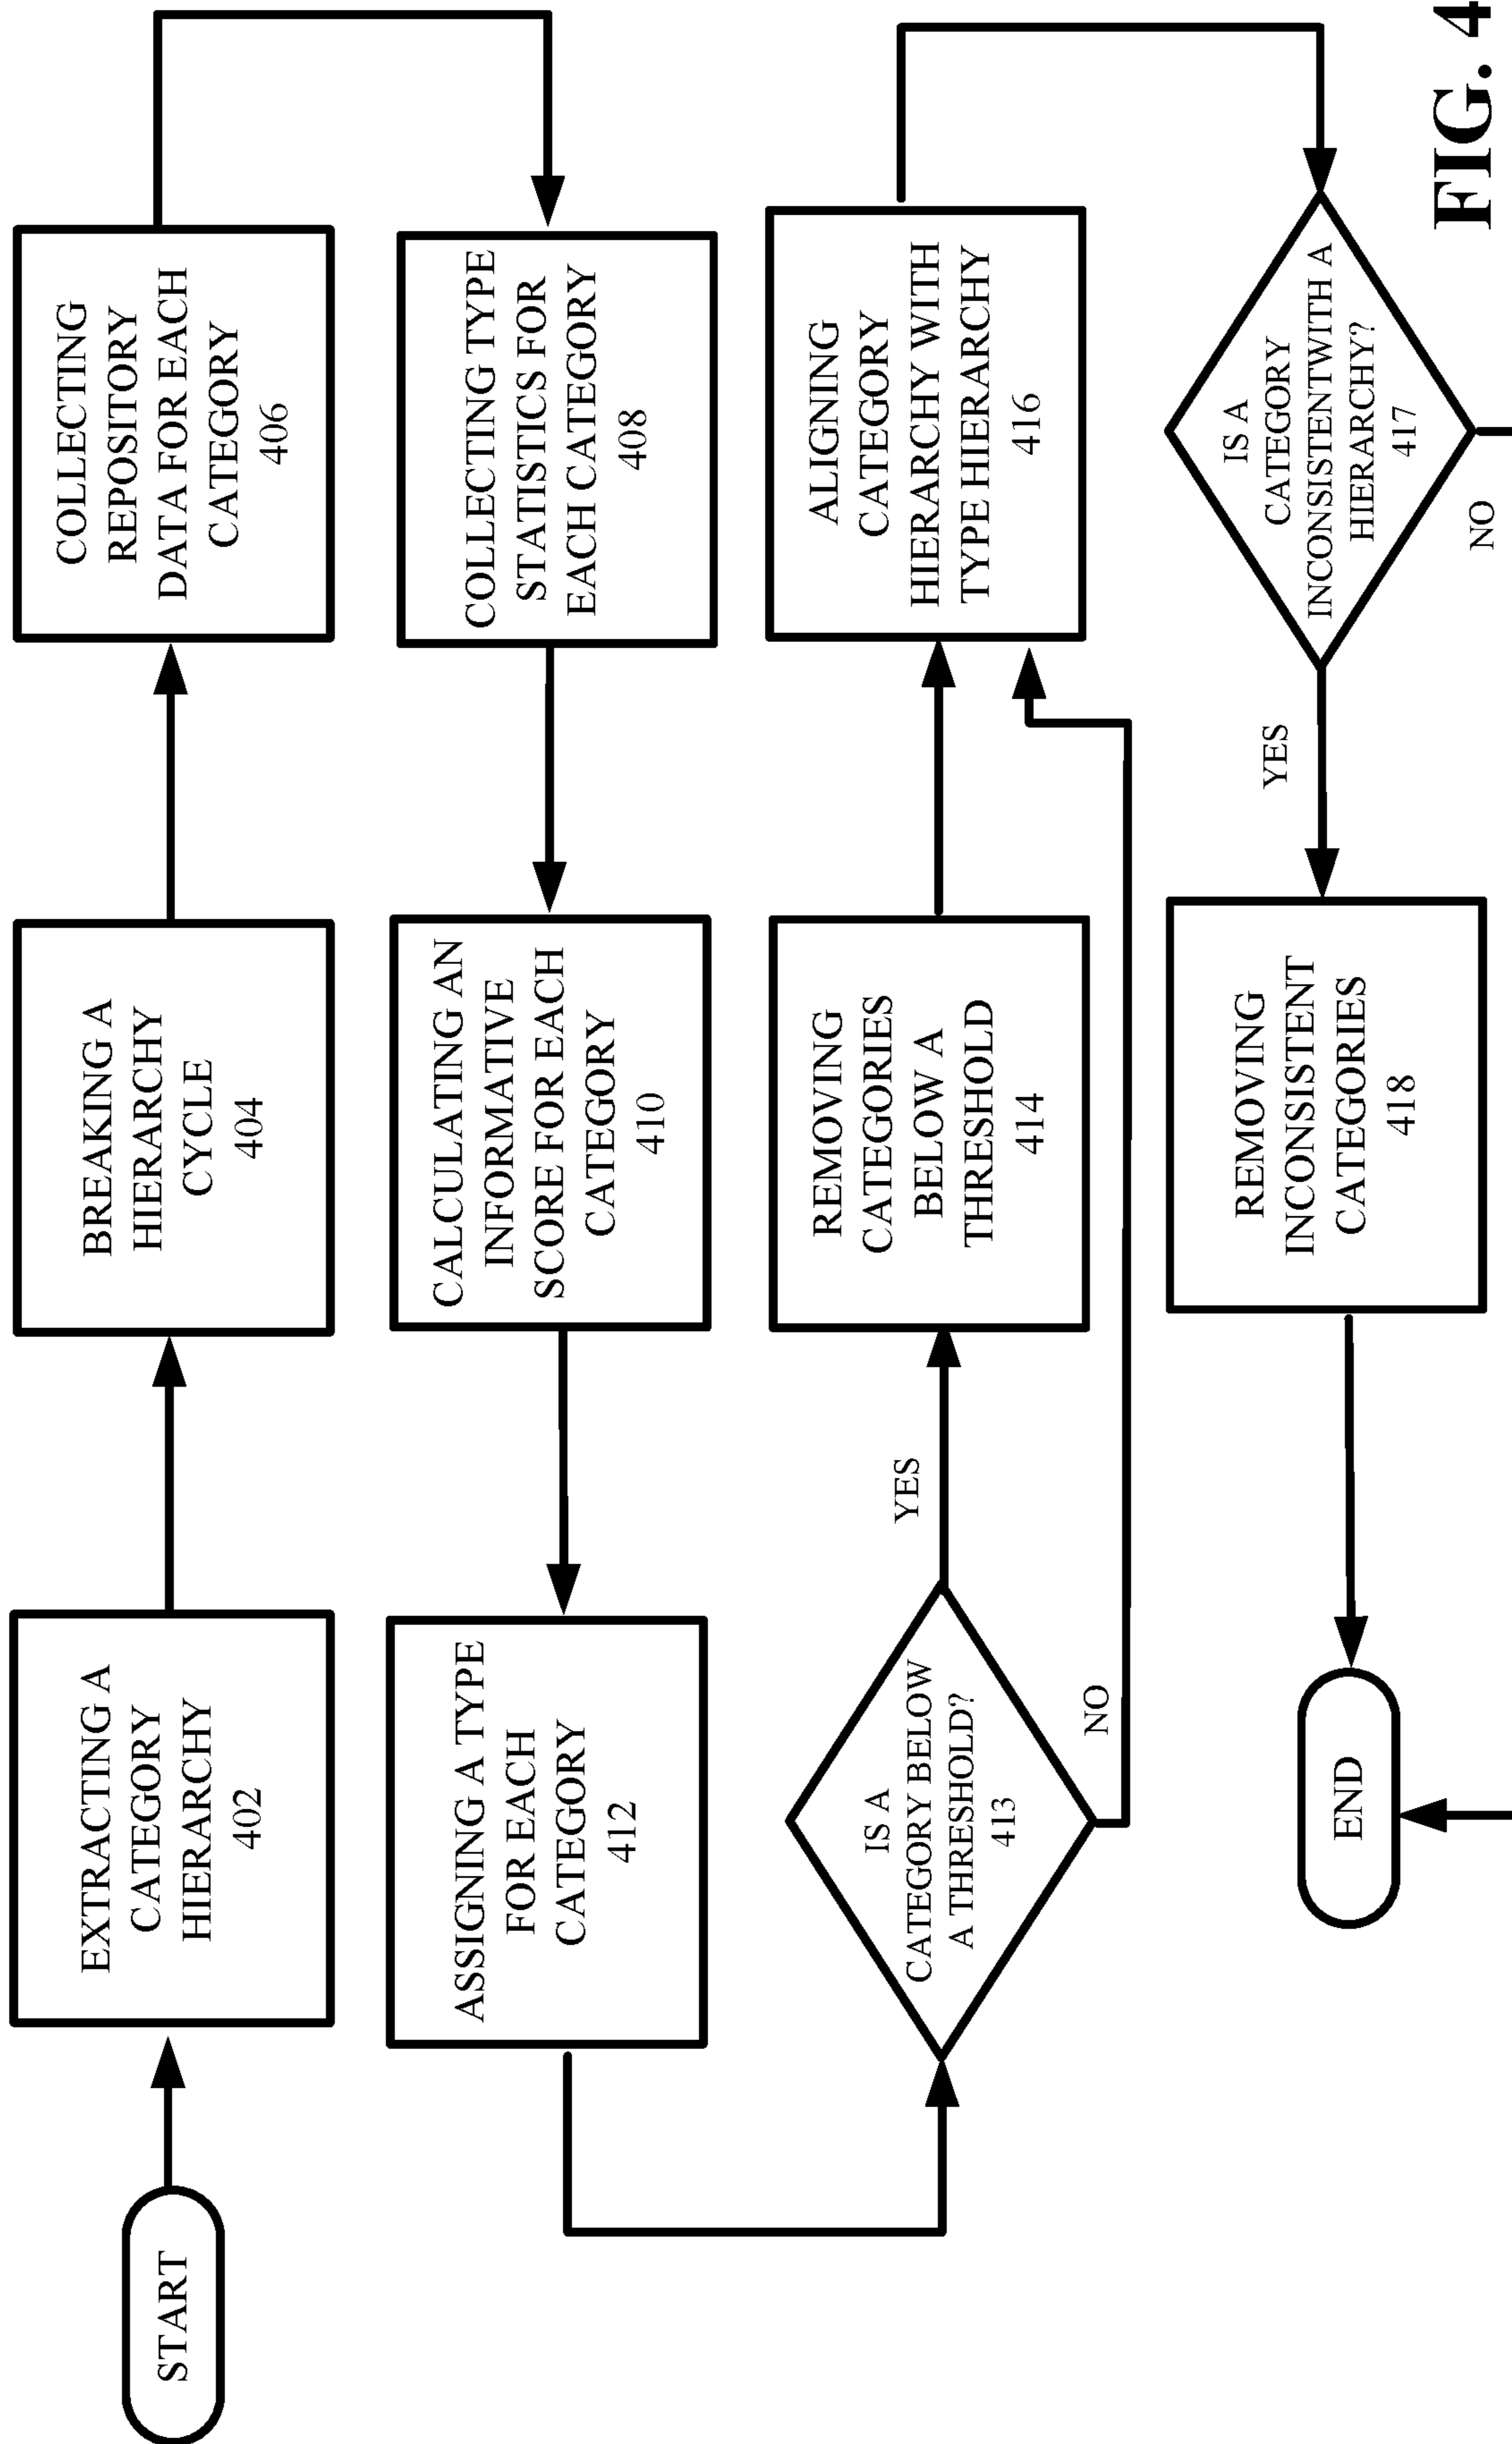 START
EXTRACTING A
CATEGORY
HIERARCHY
402
BREAKING A
HIERARCHY
CYCLE
404
COLLECTING
REPOSITORY
DATA FOR EACH
CATEGORY
406
COLLECTING TYPE
STATISTICS FOR
EACH CATEGORY
408
CALCULATING AN
INFORMATIVE
SCORE FOR EACH
CATEGORY
410
ASSIGNING A TYPE
FOR EACH
CATEGORY
412
IS A
CATEGORY BELOW
A THRESHOLD?
413
YES
NO
REMOVING
CATEGORIES
BELOW A
THRESHOLD
414
ALIGNING
CATEGORY
HIERARCHY WITH
TYPE HIERARCHY
416
IS A
CATEGORY
INCONSISTENTWITH A
HIERARCHY?
417
YES
NO
REMOVING
INCONSISTENT
CATEGORIES
418
END
FIG. 4